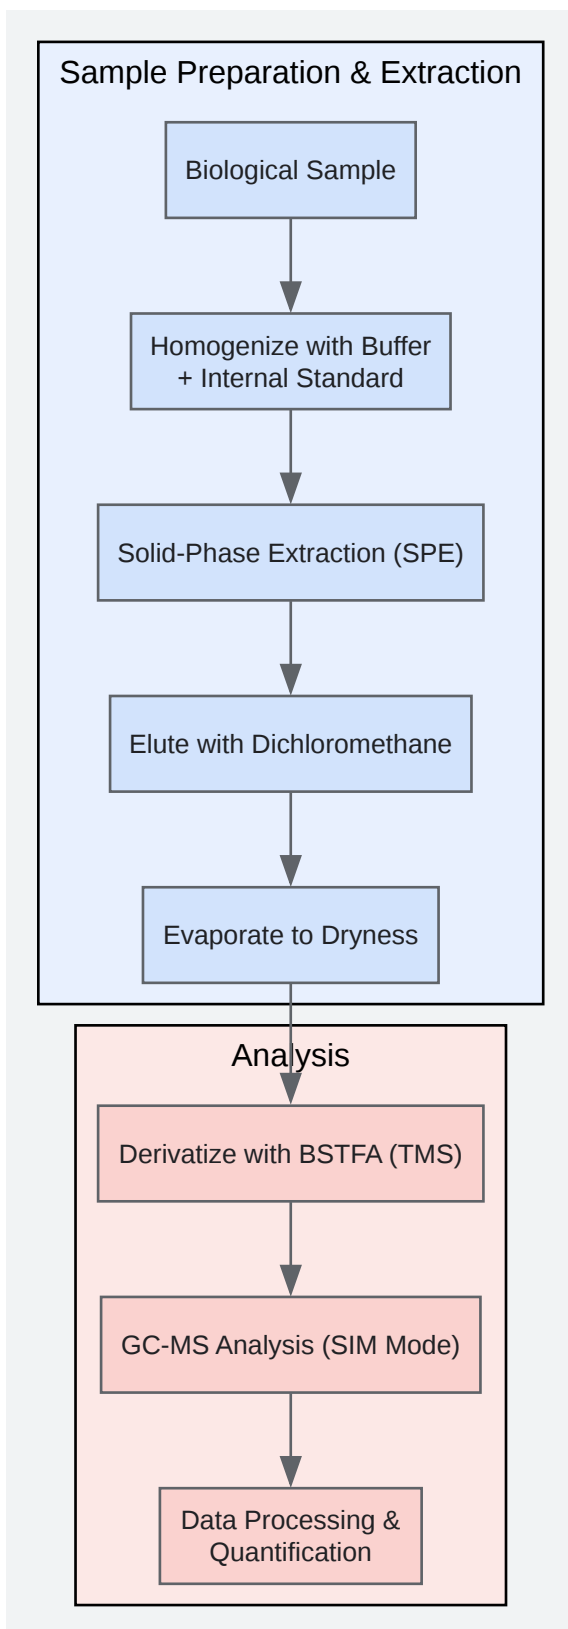 Sample Preparation & Extraction
Biological Sample
Homogenize with Buffer
+ Internal Standard
Solid-Phase Extraction (SPE)
Elute with Dichloromethane
Evaporate to Dryness
Analysis
Derivatize with BSTFA (TMS)
GC-MS Analysis (SIM Mode)
Data Processing &
Quantification